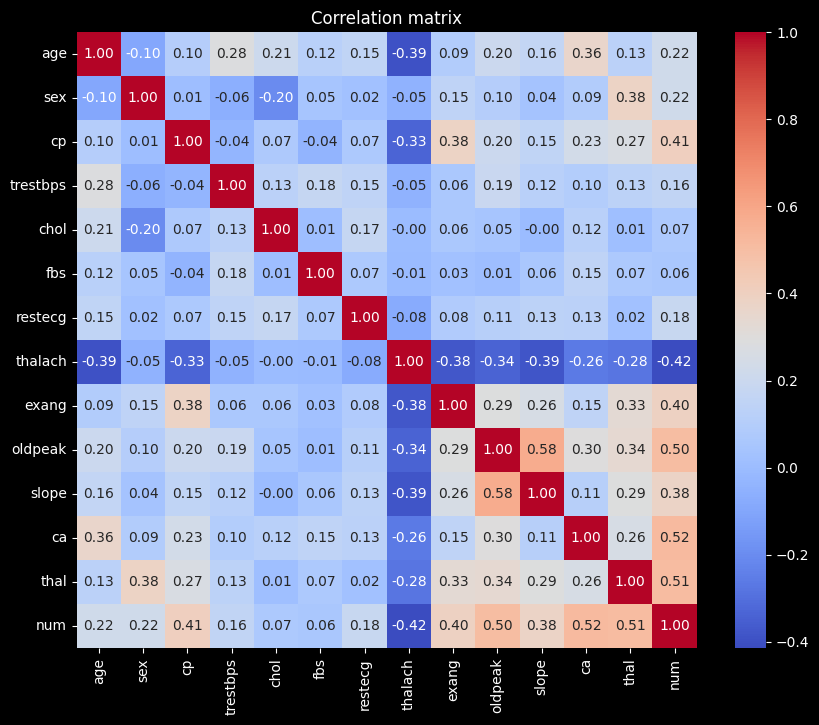 Correlation matrix
age 1.00 -0.10 0.10 0.28 0.21 0.12 0.15 -0.39 0.09 0.20 0.16 0.36 0.13 0.22
sex -0.10 1.00 0.01 -0.06 -0.20 0.05 0.02 -0.05 0.15 0.10 0.04 0.09 0.38 0.22
cp 0.10 0.01 1.00 -0.04 0.07 -0.04 0.07 -0.33 0.38 0.20 0.15 0.23 0.27 0.41
trestbps 0.28 -0.06 -0.04 1.00 0.13 0.18 0.15 -0.05 0.06 0.19 0.12 0.10 0.13 0.16
chol 0.21 -0.20 0.07 0.13 1.00 0.01 0.17 -0.00 0.06 0.05 -0.00 0.12 0.01 0.07
fbs 0.12 0.05 -0.04 0.18 0.01 1.00 0.07 -0.01 0.03 0.01 0.06 0.15 0.07 0.06
restecg 0.15 0.02 0.07 0.15 0.17 0.07 1.00 -0.08 0.08 0.11 0.13 0.13 0.02 0.18
thalach -0.39 -0.05 -0.33 -0.05 -0.00 -0.01 -0.08 1.00 -0.38 -0.34 -0.39 -0.26 -0.28 -0.42
exang 0.09 0.15 0.38 0.06 0.06 0.03 0.08 -0.38 1.00 0.29 0.26 0.15 0.33 0.40
oldpeak 0.20 0.10 0.20 0.19 0.05 0.01 0.11 -0.34 0.29 1.00 0.58 0.30 0.34 0.50
slope 0.16 0.04 0.15 0.12 -0.00 0.06 0.13 -0.39 0.26 0.58 1.00 0.11 0.29 0.38
ca 0.36 0.09 0.23 0.10 0.12 0.15 0.13 -0.26 0.15 0.30 0.11 1.00 0.26 0.52
thal 0.13 0.38 0.27 0.13 0.01 0.07 0.02 -0.28 0.33 0.34 0.29 0.26 1.00 0.51
num 0.22 0.22 0.41 0.16 0.07 0.06 0.18 -0.42 0.40 0.50 0.38 0.52 0.51 1.00
age sex cp trestbps chol fbs restecg thalach exang oldpeak slope ca thal num
1.0
0.8
0.6
0.4
0.2
0.0
−0.2
−0.4